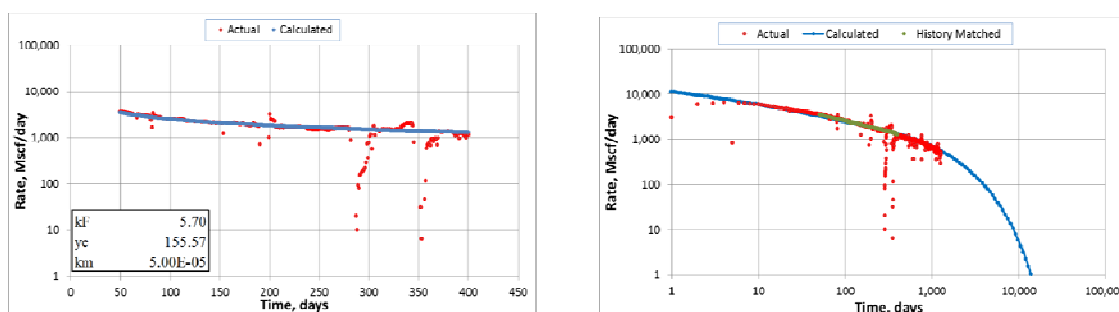 Actual Calculated
100,000
10,000
1,000
100
10
1
Rate, Mscf/day
kF 5.70
ye 155.57
km 5.00E-05
0 50 100 150 200 250 300 350 400 450
Time, days
Actual Calculated History Matched
100,000
10,000
1,000
100
10
1
Rate, Mscf/day
1 10 100 1,000 10,000 100,00
Time, days